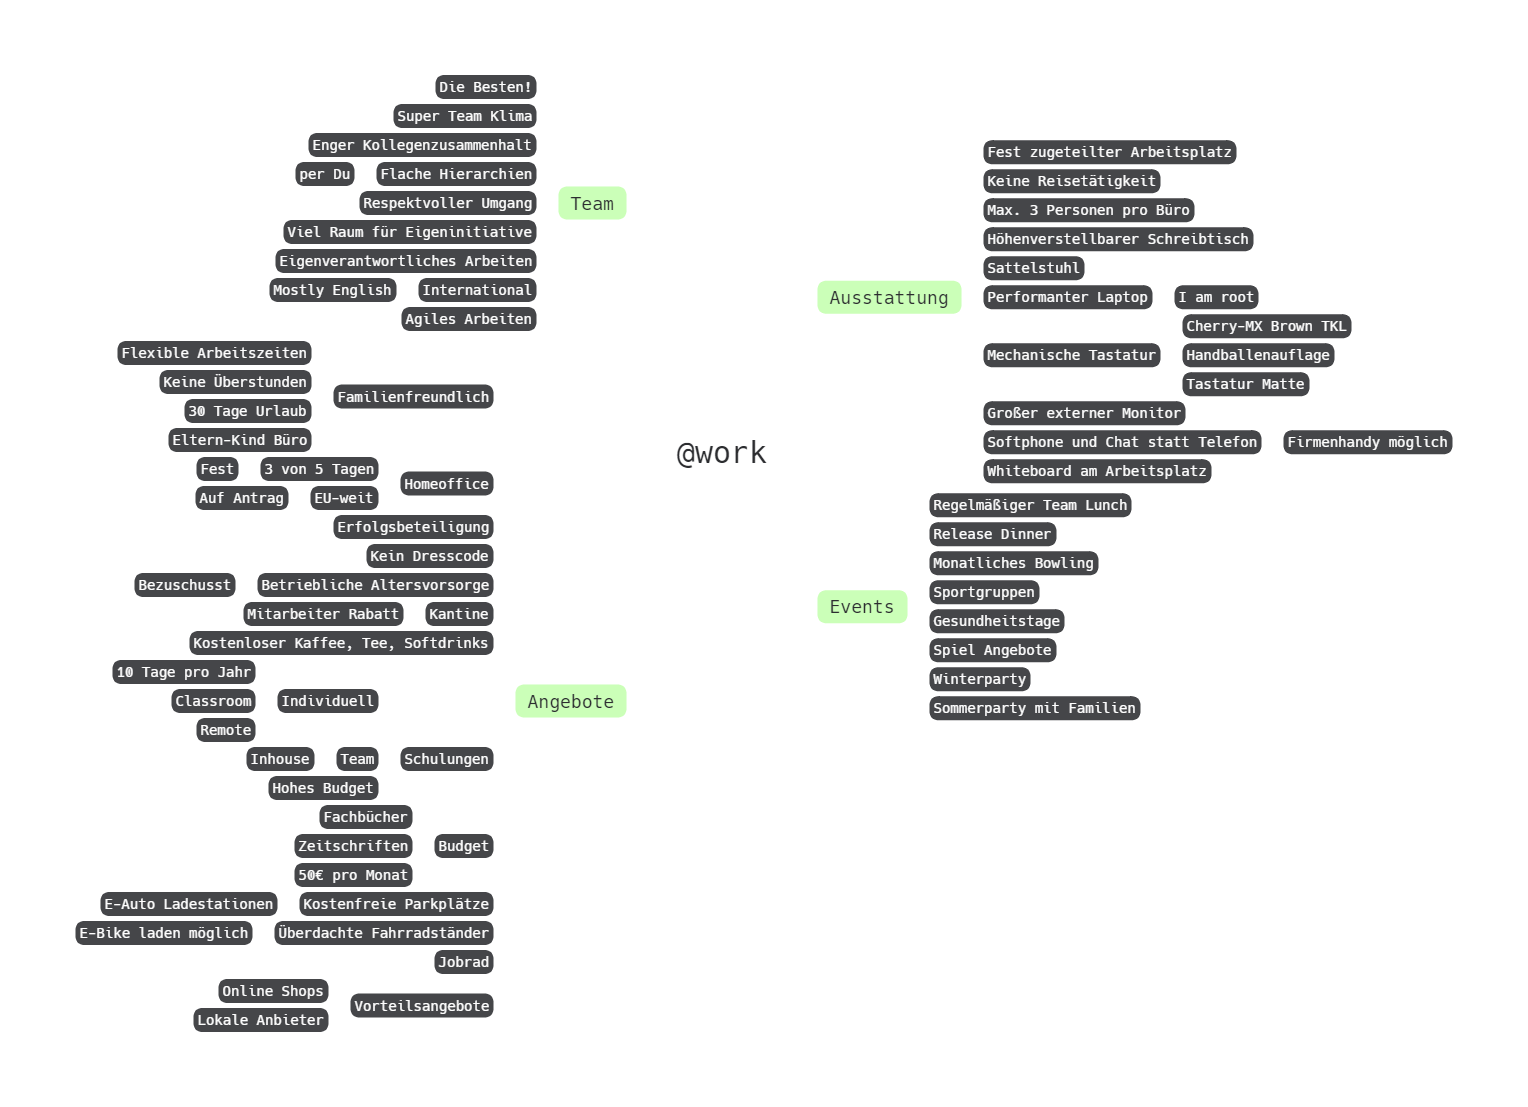 @work
Team
Die Besten!
Super Team Klima
Enger Kollegenzusammenhalt
Flache Hierarchien
per Du
Respektvoller Umgang
Viel Raum für Eigeninitiative
Eigenverantwortliches Arbeiten
International
Mostly English
Agiles Arbeiten
Angebote
Familienfreundlich
Flexible Arbeitszeiten
Keine Überstunden
30 Tage Urlaub
Eltern-Kind Büro
Homeoffice
3 von 5 Tagen
Fest
EU-weit
Auf Antrag
Erfolgsbeteiligung
Kein Dresscode
Betriebliche Altersvorsorge
Bezuschusst
Kantine
Mitarbeiter Rabatt
Kostenloser Kaffee, Tee, Softdrinks
Schulungen
Individuell
10 Tage pro Jahr
Classroom
Remote
Team
Inhouse
Hohes Budget
Budget
Fachbücher
Zeitschriften
50€ pro Monat
Kostenfreie Parkplätze
E-Auto Ladestationen
Überdachte Fahrradständer
E-Bike laden möglich
Jobrad
Vorteilsangebote
Online Shops
Lokale Anbieter
Ausstattung
Fest zugeteilter Arbeitsplatz
Keine Reisetätigkeit
Max. 3 Personen pro Büro
Höhenverstellbarer Schreibtisch
Sattelstuhl
Performanter Laptop
I am root
Mechanische Tastatur
Cherry-MX Brown TKL
Handballenauflage
Tastatur Matte
Großer externer Monitor
Softphone und Chat statt Telefon
Firmenhandy möglich
Whiteboard am Arbeitsplatz
Events
Regelmäßiger Team Lunch
Release Dinner
Monatliches Bowling
Sportgruppen
Gesundheitstage
Spiel Angebote
Winterparty
Sommerparty mit Familien